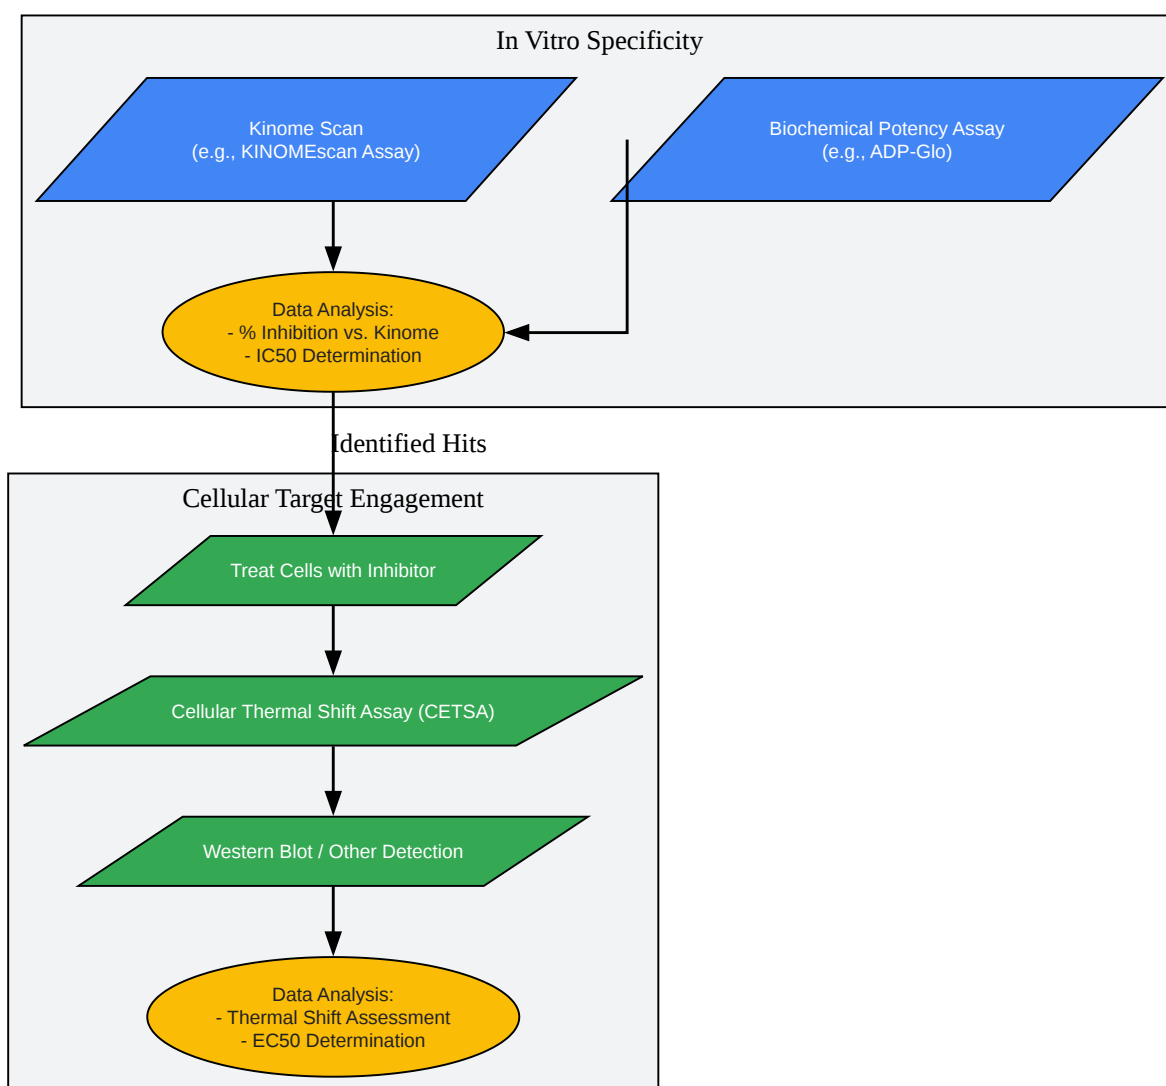 In Vitro Specificity
Kinome Scan
(e.g., KINOMEscan Assay)
Biochemical Potency Assay
(e.g., ADP-Glo)
Data Analysis:
- % Inhibition vs. Kinome
- IC50 Determination
Identified Hits
Cellular Target Engagement
Treat Cells with Inhibitor
Cellular Thermal Shift Assay (CETSA)
Western Blot / Other Detection
Data Analysis:
- Thermal Shift Assessment
- EC50 Determination